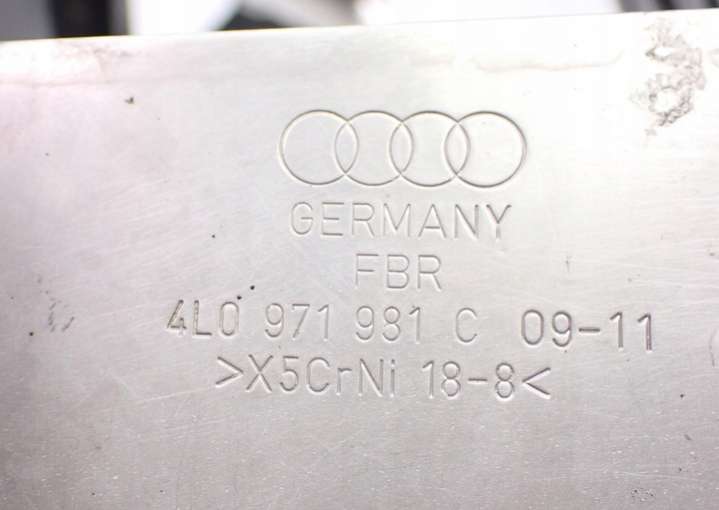 GERMANY
FBR
4L0 971 981 C 09-11
>X5CrNi 18-8<